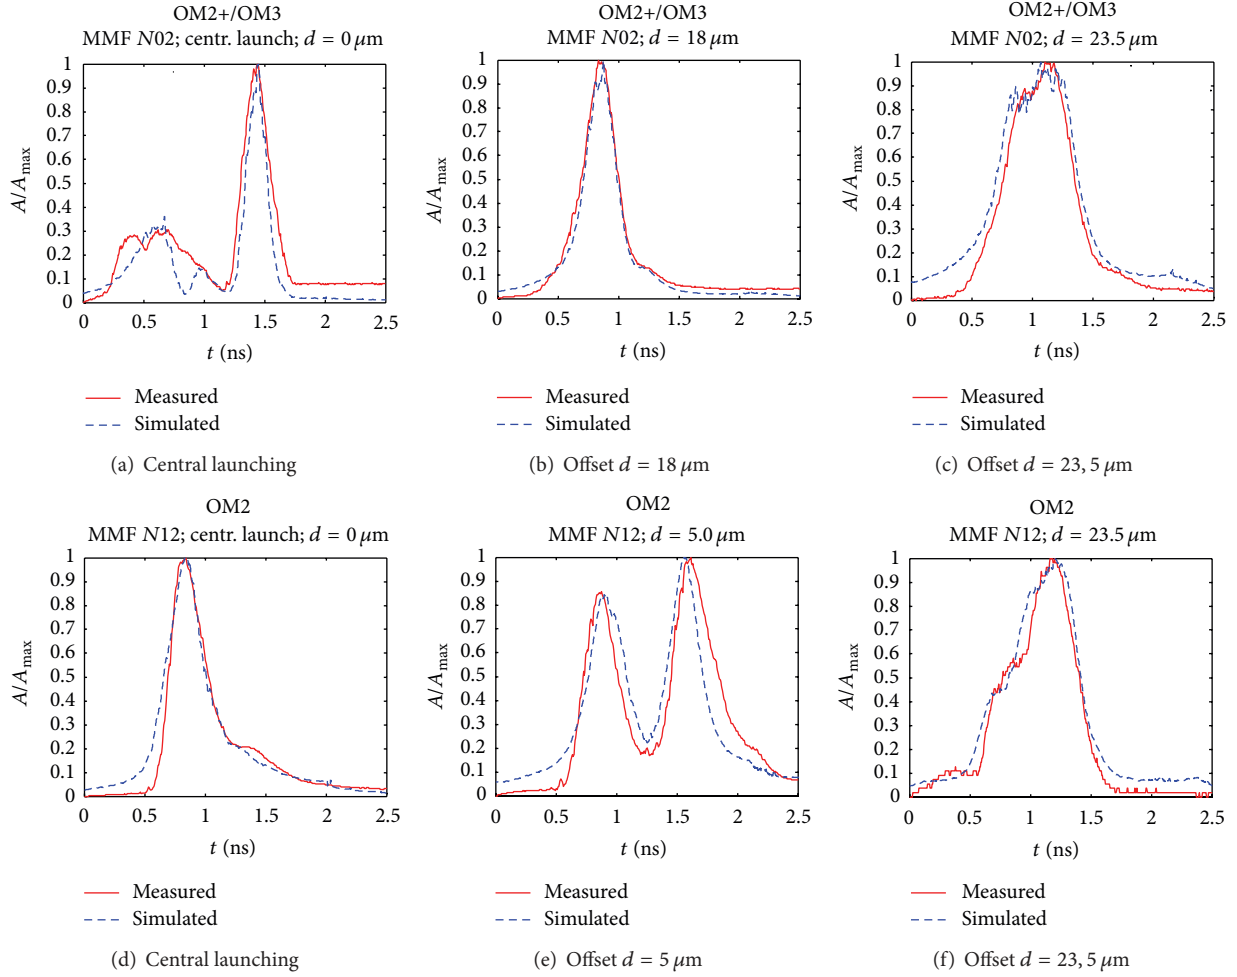 OM2+/OM3
MMF N02; centr. launch; d = 0 μm
1
0.9
0.8
0.7
0.6
0.5
0.4
0.3
0.2
0.1
0
0 0.5 1 1.5 2 2.5
A/Amax
t (ns)
Measured
Simulated
(a) Central launching
OM2+/OM3
MMF N02; d = 18 μm
1
0.9
0.8
0.7
0.6
0.5
0.4
0.3
0.2
0.1
0
0 0.5 1 1.5 2 2.5
A/Amax
t (ns)
Measured
Simulated
(b) Offset d = 18 μm
OM2+/OM3
MMF N02; d = 23.5 μm
1
0.9
0.8
0.7
0.6
0.5
0.4
0.3
0.2
0.1
0
0 0.5 1 1.5 2 2.5
A/Amax
t (ns)
Measured
Simulated
(c) Offset d = 23, 5 μm
OM2
MMF N12; centr. launch; d = 0 μm
1
0.9
0.8
0.7
0.6
0.5
0.4
0.3
0.2
0.1
0
0 0.5 1 1.5 2 2.5
A/Amax
t (ns)
Measured
Simulated
(d) Central launching
OM2
MMF N12; d = 5.0 μm
1
0.9
0.8
0.7
0.6
0.5
0.4
0.3
0.2
0.1
0
0 0.5 1 1.5 2 2.5
A/Amax
t (ns)
Measured
Simulated
(e) Offset d = 5 μm
OM2
MMF N12; d = 23.5 μm
1
0.9
0.8
0.7
0.6
0.5
0.4
0.3
0.2
0.1
0
0 0.5 1 1.5 2 2.5
A/Amax
t (ns)
Measured
Simulated
(f) Offset d = 23, 5 μm